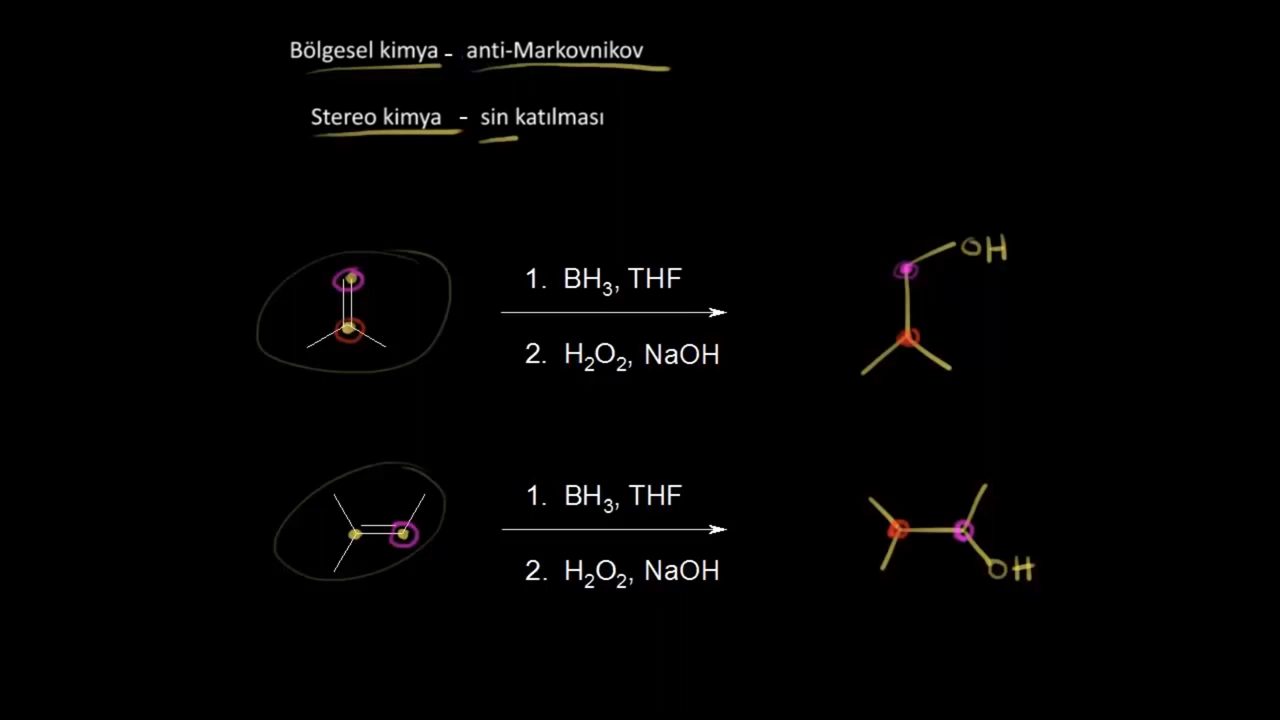 Bölgesel kimya - anti-Markovnikov
Stereo kimya - sin katılması
OH
1. BH₃, THF
2. H₂O₂, NaOH
1. BH₃, THF
2. H₂O₂, NaOH
OH